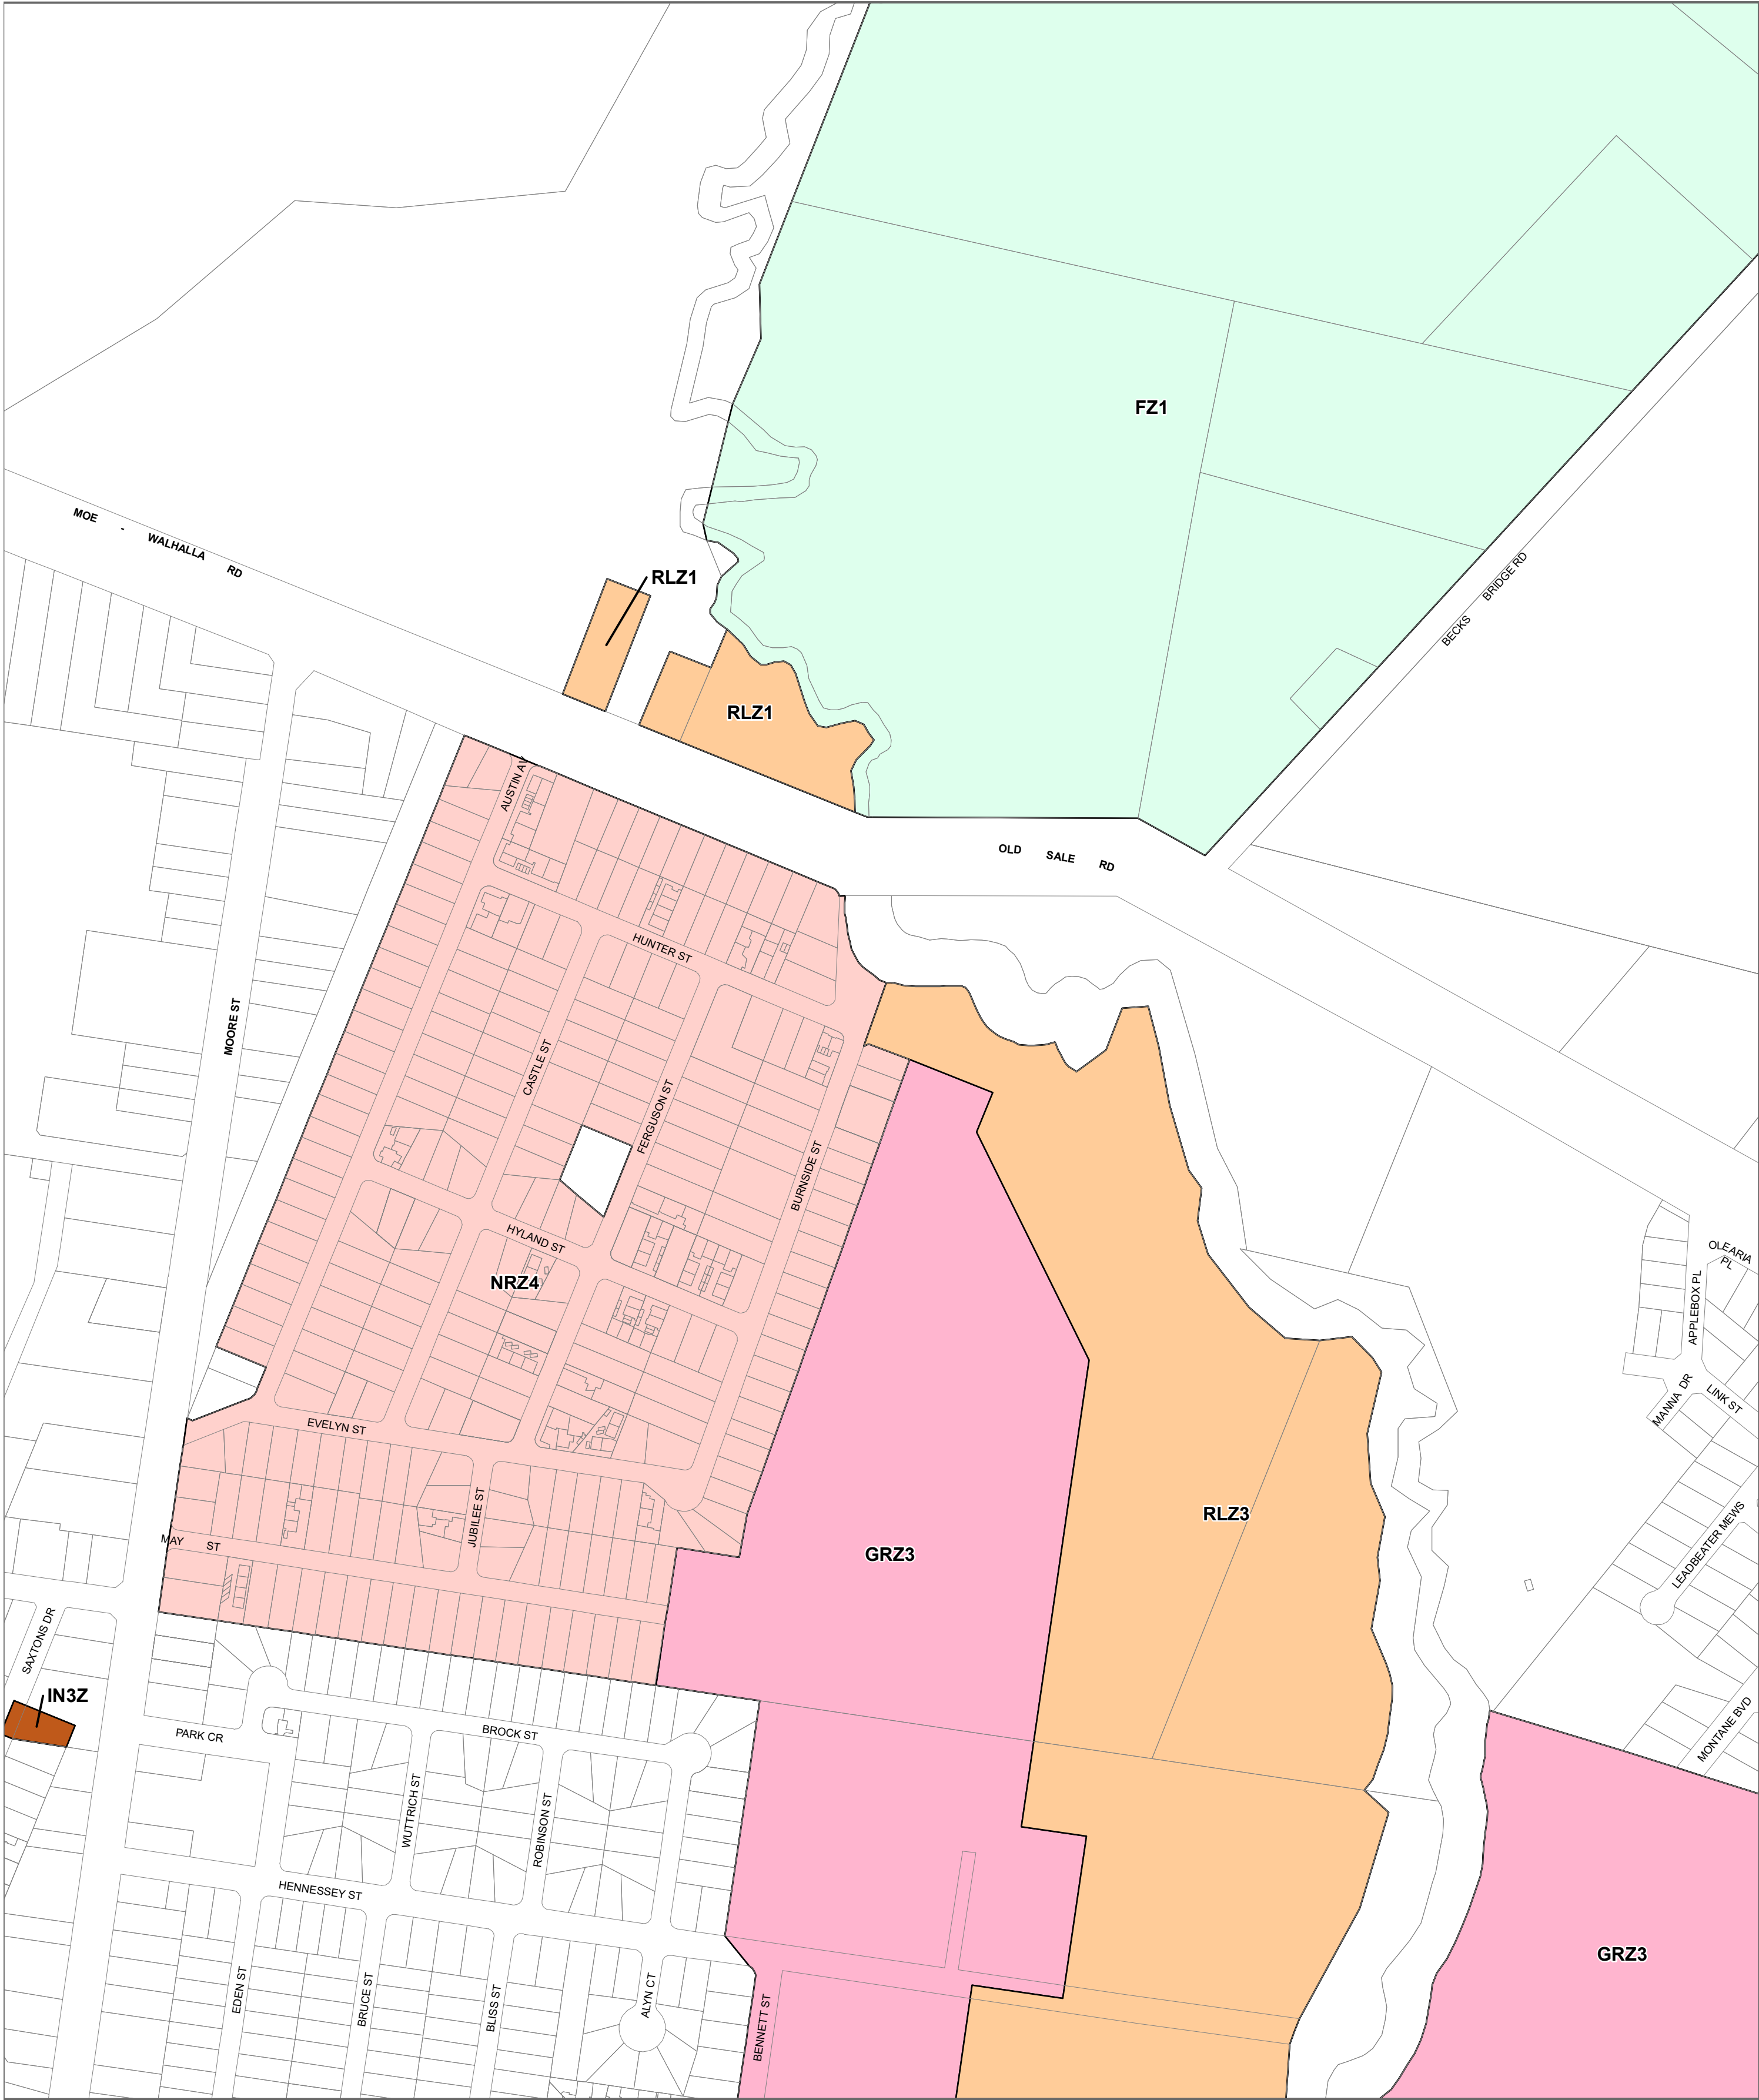 FZ1
MOE - WALHALLA RD
RLZ1
BECKS BRIDGE RD
RLZ1
AUSTIN AV
OLD SALE RD
HUNTER ST
MOORE ST
CASTLE ST
FERGUSON ST
BURNSIDE ST
HYLAND ST
NRZ4
OLEARIA PL
APPLEBOX PL
MANNA DR
LINK ST
EVELYN ST
JUBILEE ST
RLZ3
LEADBEATER MEWS
MAY ST
GRZ3
SAXTONS DR
IN3Z
PARK CR
BROCK ST
MONTANE BVD
WUTTRICH ST
ROBINSON ST
HENNESSEY ST
GRZ3
EDEN ST
BRUCE ST
BLISS ST
ALYN CT
BENNETT ST